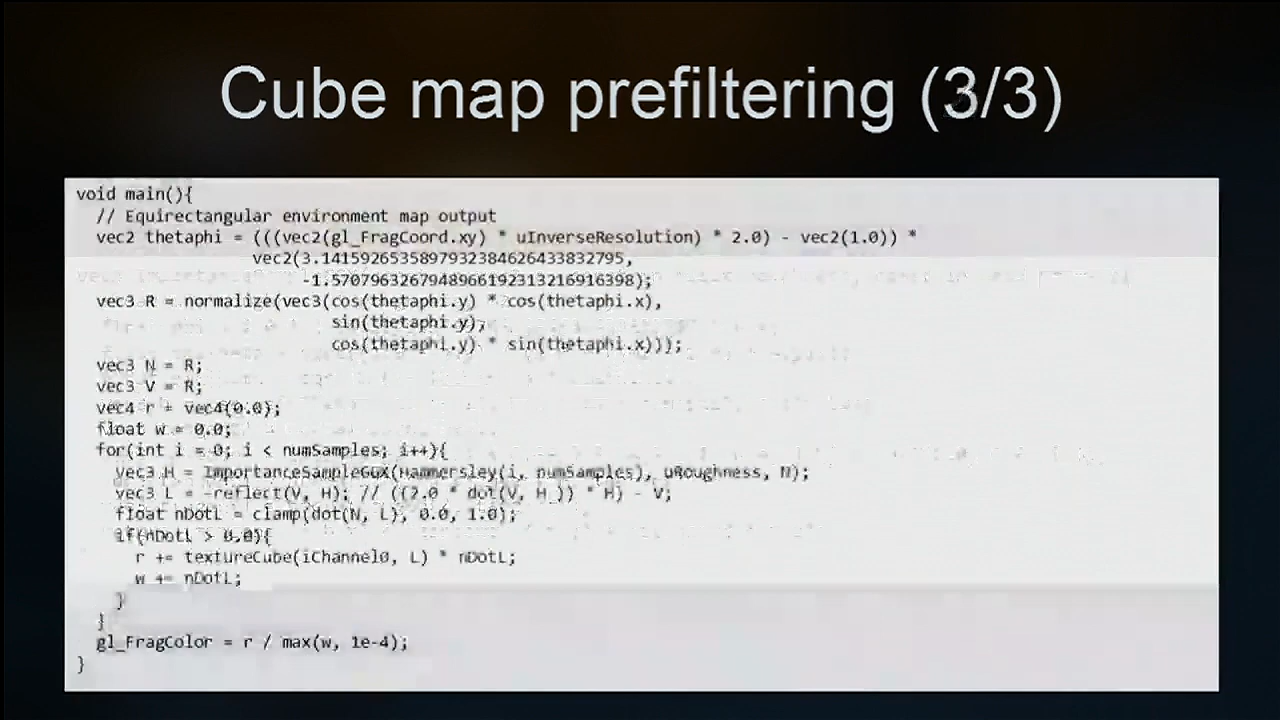 Cube map prefiltering (3/3)
void main(){
// Equirectangular environment map output
vec2 thetaphi = (((vec2(gl_FragCoord.xy) * uInverseResolution) * 2.0) - vec2(1.0)) *
vec2(3.1415926535897932384626433832795,
-1.5707963267948966192313216916398);
vec3 R = normalize(vec3(cos(thetaphi.y) * cos(thetaphi.x),
sin(thetaphi.y),
cos(thetaphi.y) * sin(thetaphi.x)));
vec3 N = R;
vec3 V = R;
vec4 r = vec4(0.0);
float w = 0.0;
for(int i = 0; i < numSamples; i++){
vec3 H = ImportanceSampleGGX(Hammersley(i, numSamples), uRoughness, N);
vec3 L = -reflect(V, H); // ((2.0 * dot(V, H )) * H) - V;
float nDotL = clamp(dot(N, L), 0.0, 1.0);
if(nDotL > 0.0){
r += textureCube(iChannel0, L) * nDotL;
w += nDotL;
}
}
gl_FragColor = r / max(w, 1e-4);
}